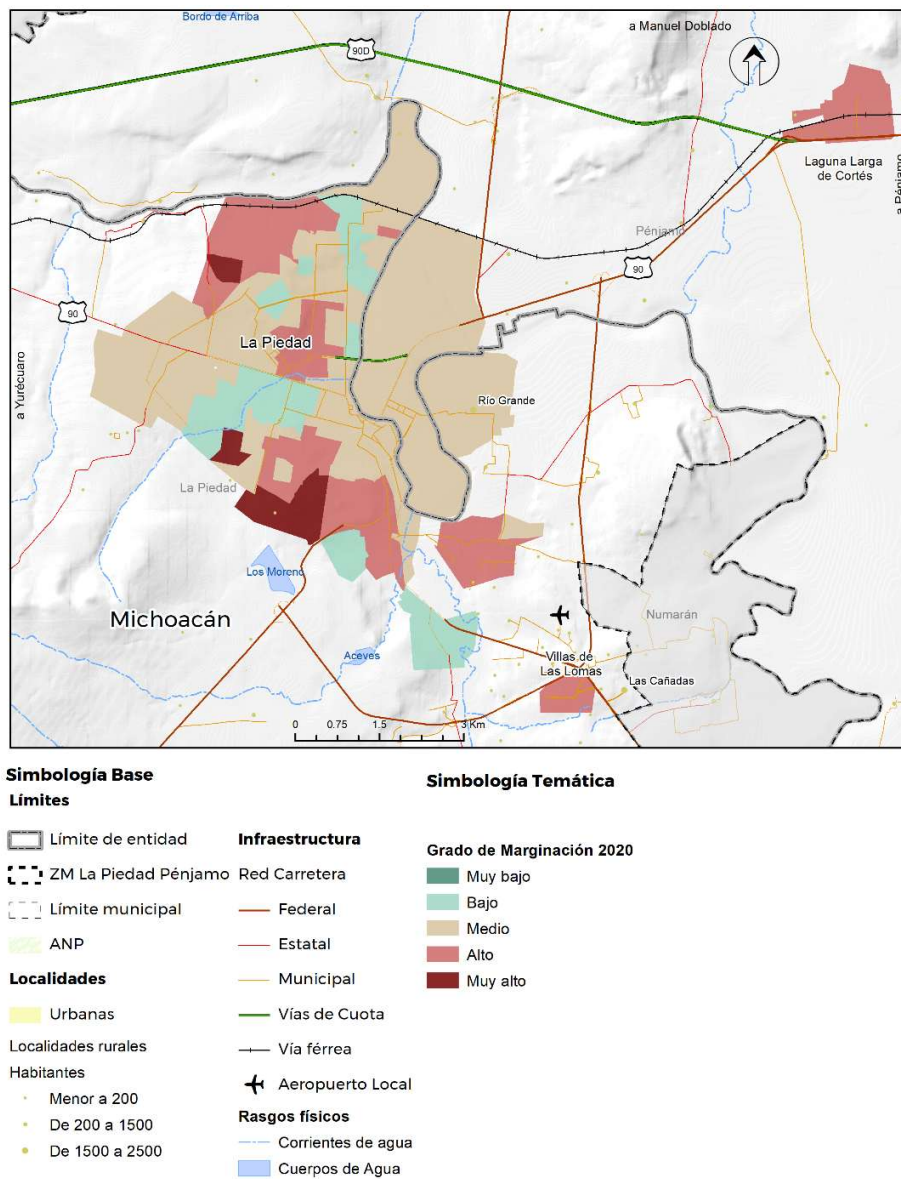 Bordo de Arriba
a Manuel Doblado
90D
Laguna Larga
de Cortés
a Pénjamo
Pénjamo
90
90
La Piedad
a Yurécuaro
Río Grande
La Piedad
Los Moreno
Michoacán
Numarán
Aceves
Villas de
Las Lomas
Las Cañadas
0 0.75 1.5 3 Km
Simbología Base
Límites
Límite de entidad
ZM La Piedad Pénjamo
Límite municipal
ANP
Localidades
Urbanas
Localidades rurales
Habitantes
Menor a 200
De 200 a 1500
De 1500 a 2500
Infraestructura
Red Carretera
Federal
Estatal
Municipal
Vías de Cuota
Vía férrea
Aeropuerto Local
Rasgos físicos
Corrientes de agua
Cuerpos de Agua
Simbología Temática
Grado de Marginación 2020
Muy bajo
Bajo
Medio
Alto
Muy alto